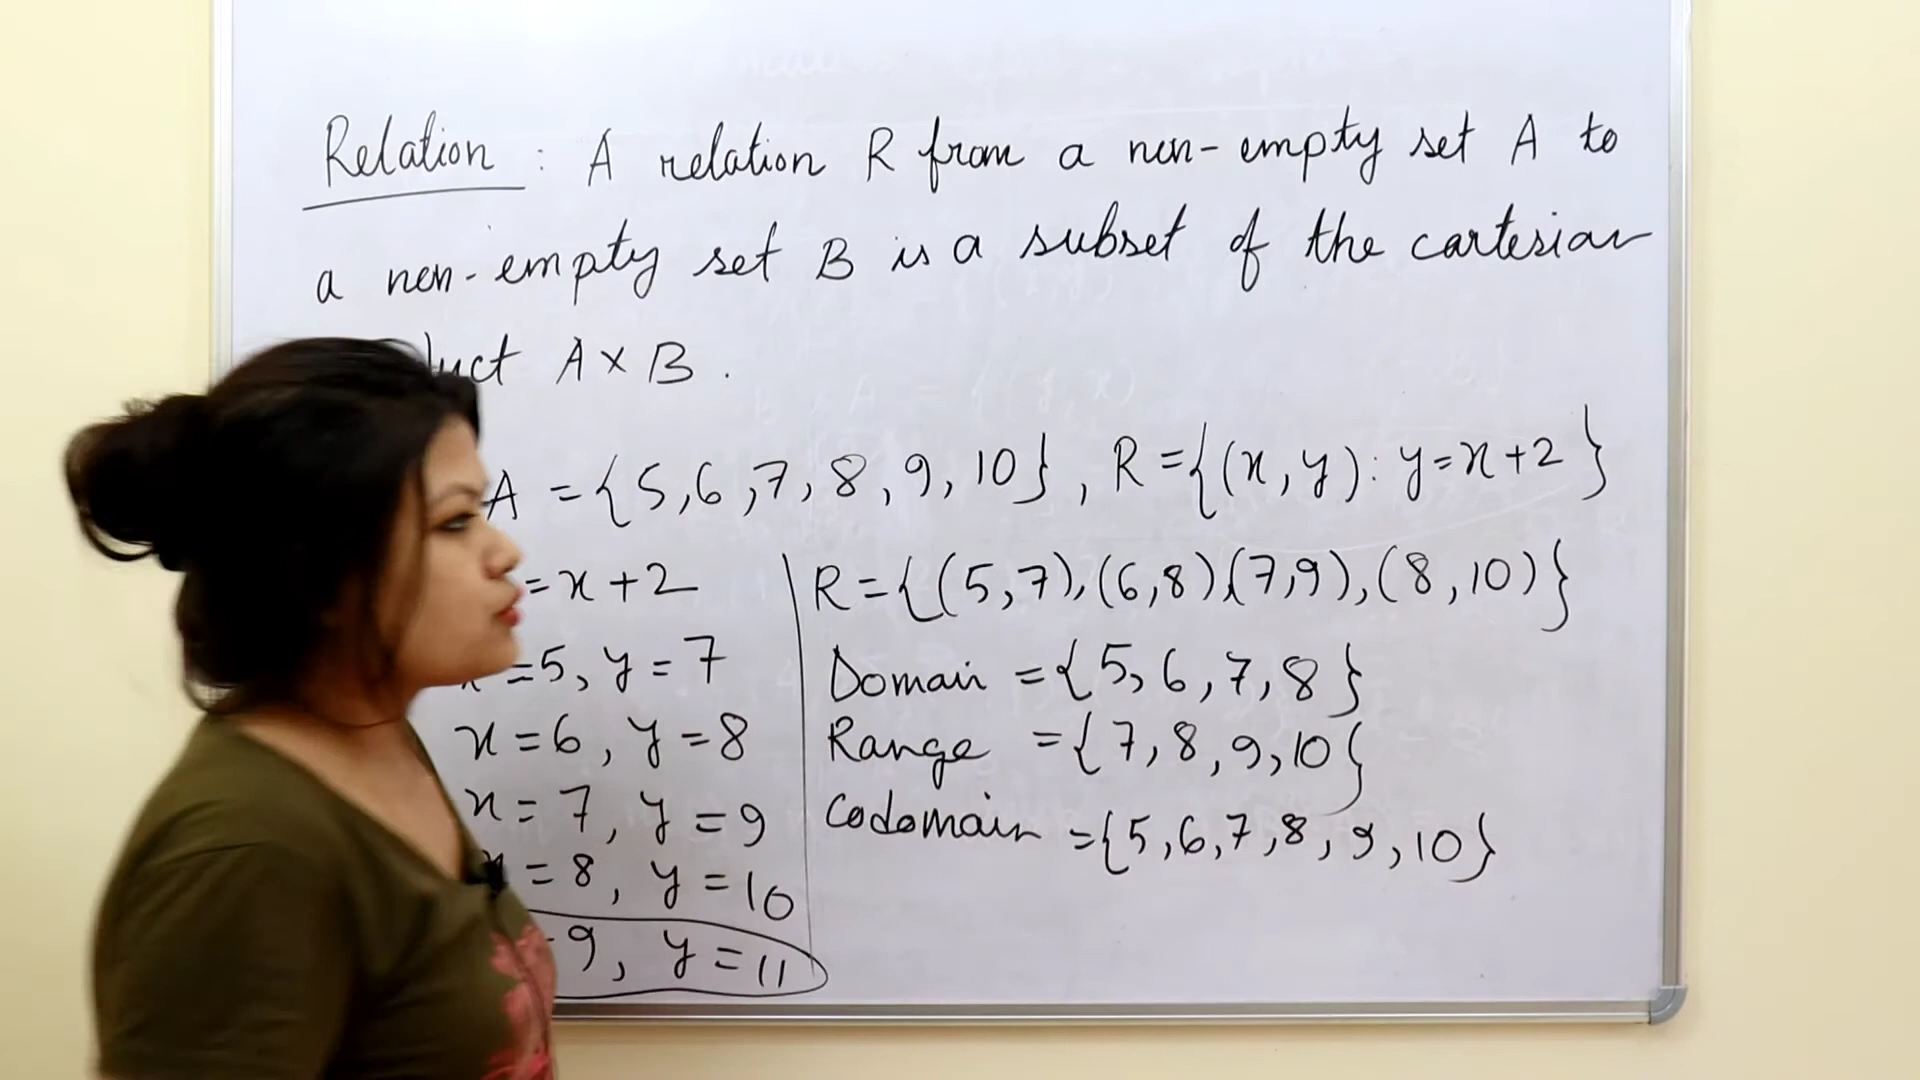 Relation : A relation R from a non-empty set A to
a non-empty set B is a subset of the cartesian
duct A × B .
A = {5,6,7,8,9,10}, R={(x,y): y=x+2}
=x+2
R={(5,7),(6,8),(7,9),(8,10)}
x=5, y=7
Domain = {5,6,7,8}
x=6, y=8
Range = {7,8,9,10}
x=7, y=9
Codomain = {5,6,7,8,9,10}
x=8, y=10
9, y=11